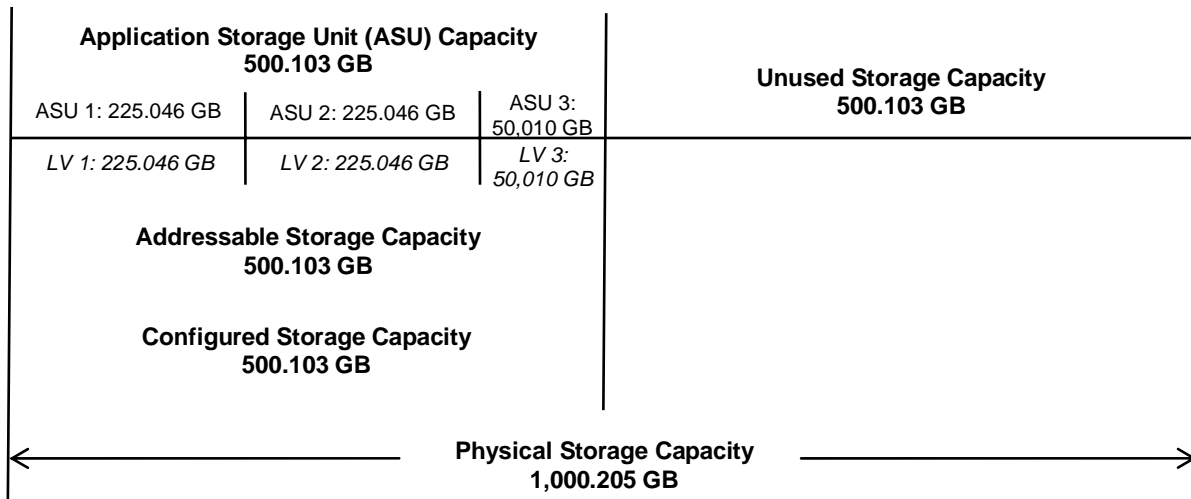 Application Storage Unit (ASU) Capacity
500.103 GB
Unused Storage Capacity
500.103 GB
ASU 1: 225.046 GB
ASU 2: 225.046 GB
ASU 3:
50,010 GB
LV 1: 225.046 GB
LV 2: 225.046 GB
LV 3:
50,010 GB
Addressable Storage Capacity
500.103 GB
Configured Storage Capacity
500.103 GB
Physical Storage Capacity
1,000.205 GB